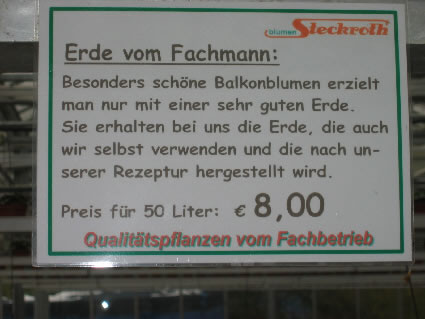 blumen Steckroth
Erde vom Fachmann:
Besonders schöne Balkonblumen erzielt
man nur mit einer sehr guten Erde.
Sie erhalten bei uns die Erde, die auch
wir selbst verwenden und die nach un-
serer Rezeptur hergestellt wird.
Preis für 50 Liter: € 8,00
Qualitätspflanzen vom Fachbetrieb